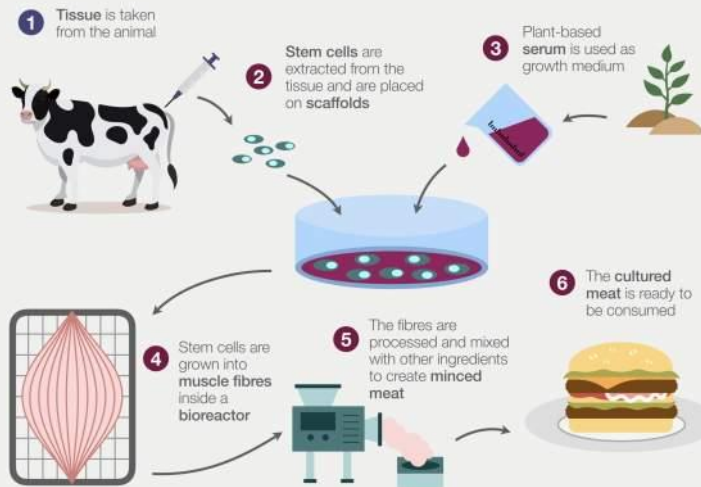 1 Tissue is taken
from the animal
2 Stem cells are
extracted from the
tissue and are placed
on scaffolds
3 Plant-based
serum is used as
growth medium
4 Stem cells are
grown into
muscle fibres
inside a
bioreactor
5 The fibres are
processed and mixed
with other ingredients
to create minced
meat
6 The cultured
meat is ready to
be consumed